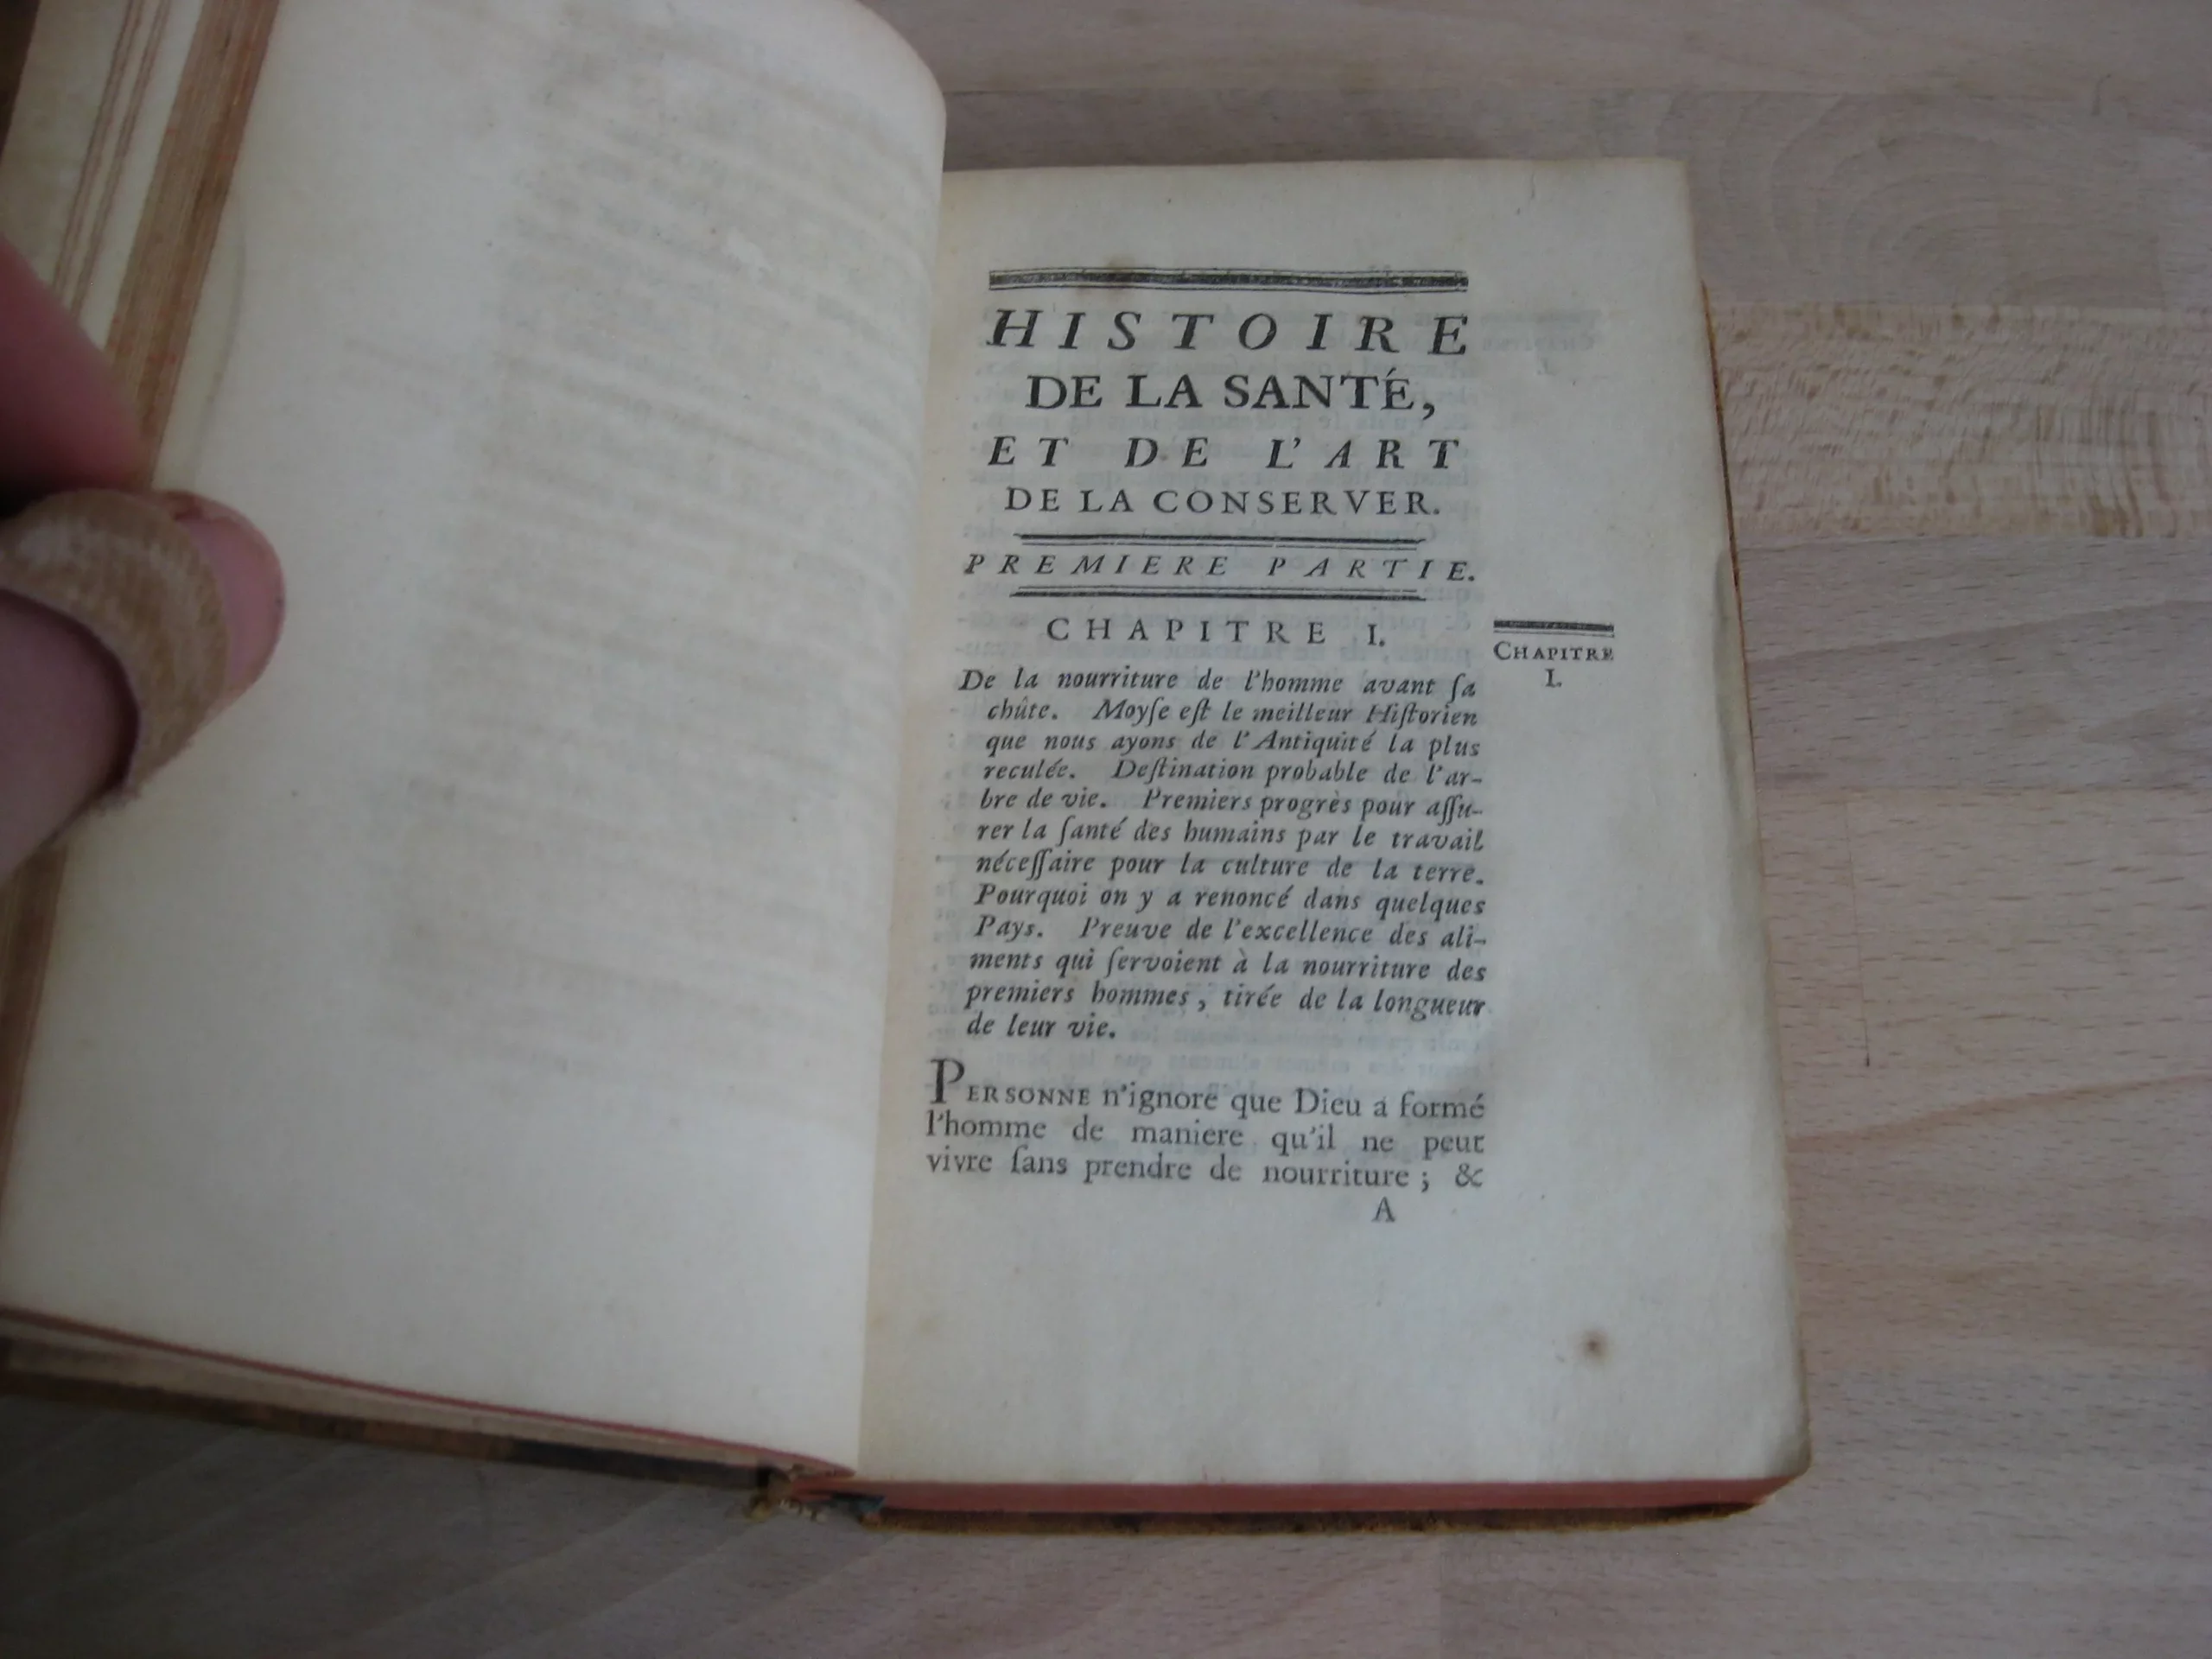 HISTOIRE
DE LA SANTÉ,
ET DE L'ART
DE LA CONSERVER.
PREMIERE PARTIE.
CHAPITRE I.
CHAPITRE
I.
De la nourriture de l'homme avant ſa
chûte. Moyſe eſt le meilleur Hiſtorien
que nous ayons de l'Antiquité la plus
reculée. Deſtination probable de l'ar-
bre de vie. Premiers progrès pour aſſu-
rer la ſanté des humains par le travail
néceſſaire pour la culture de la terre.
Pourquoi on y a renoncé dans quelques
Pays. Preuve de l'excellence des ali-
ments qui ſervoient à la nourriture des
premiers hommes, tirée de la longueur
de leur vie.
PERSONNE n'ignore que Dieu a formé
l'homme de maniere qu'il ne peut
vivre ſans prendre de nourriture ; &
A